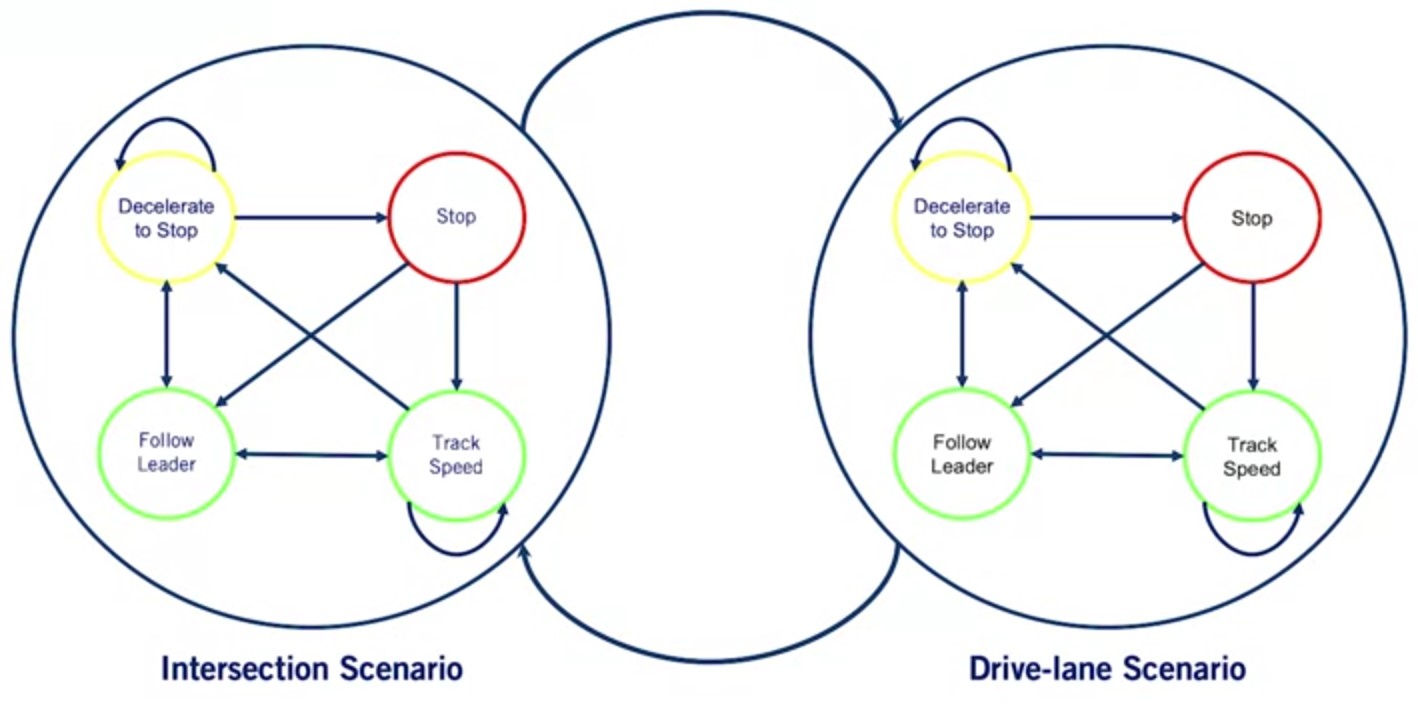 Decelerate
to Stop
Stop
Follow
Leader
Track
Speed
Intersection Scenario
Decelerate
to Stop
Stop
Follow
Leader
Track
Speed
Drive-lane Scenario